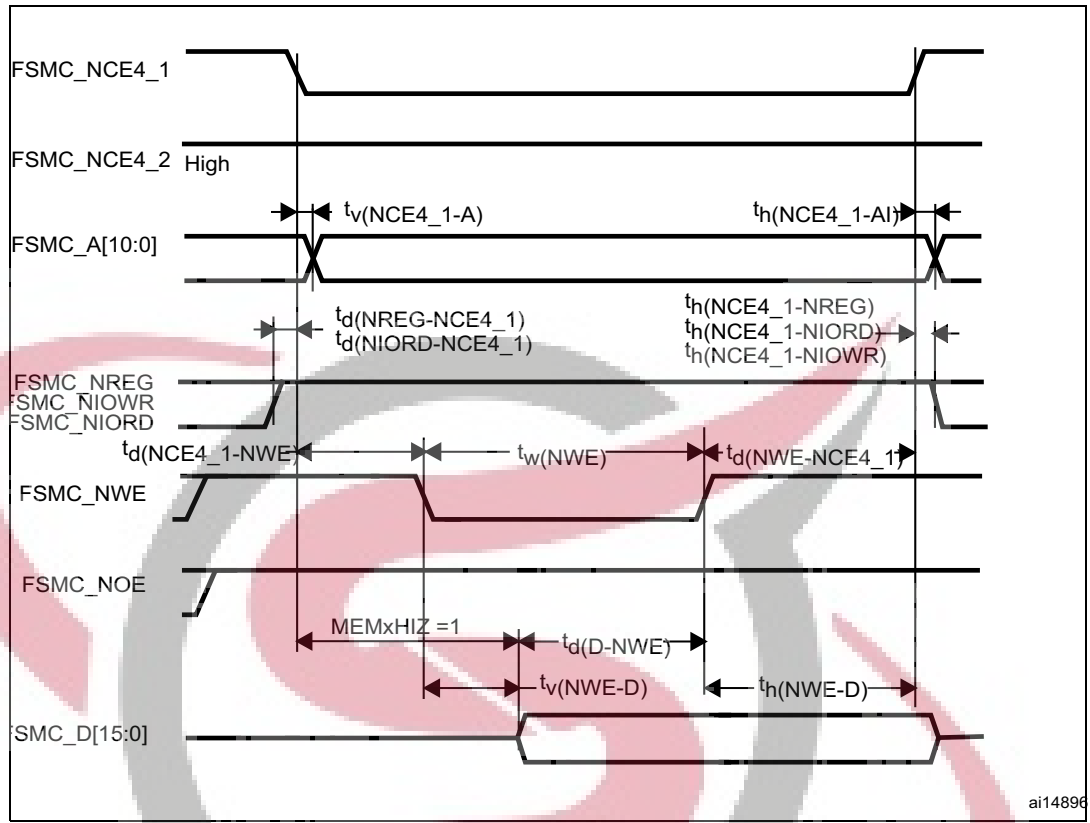 FSMC_NCE4_1
FSMC_NCE4_2 High
tv(NCE4_1-A)
th(NCE4_1-AI)
FSMC_A[10:0]
td(NREG-NCE4_1)
td(NIORD-NCE4_1)
th(NCE4_1-NREG)
th(NCE4_1-NIORD)
th(NCE4_1-NIOWR)
FSMC_NREG
FSMC_NIOWR
FSMC_NIORD
td(NCE4_1-NWE)
tw(NWE)
td(NWE-NCE4_1)
FSMC_NWE
FSMC_NOE
MEMxHIZ =1
td(D-NWE)
tv(NWE-D)
th(NWE-D)
FSMC_D[15:0]
ai14896